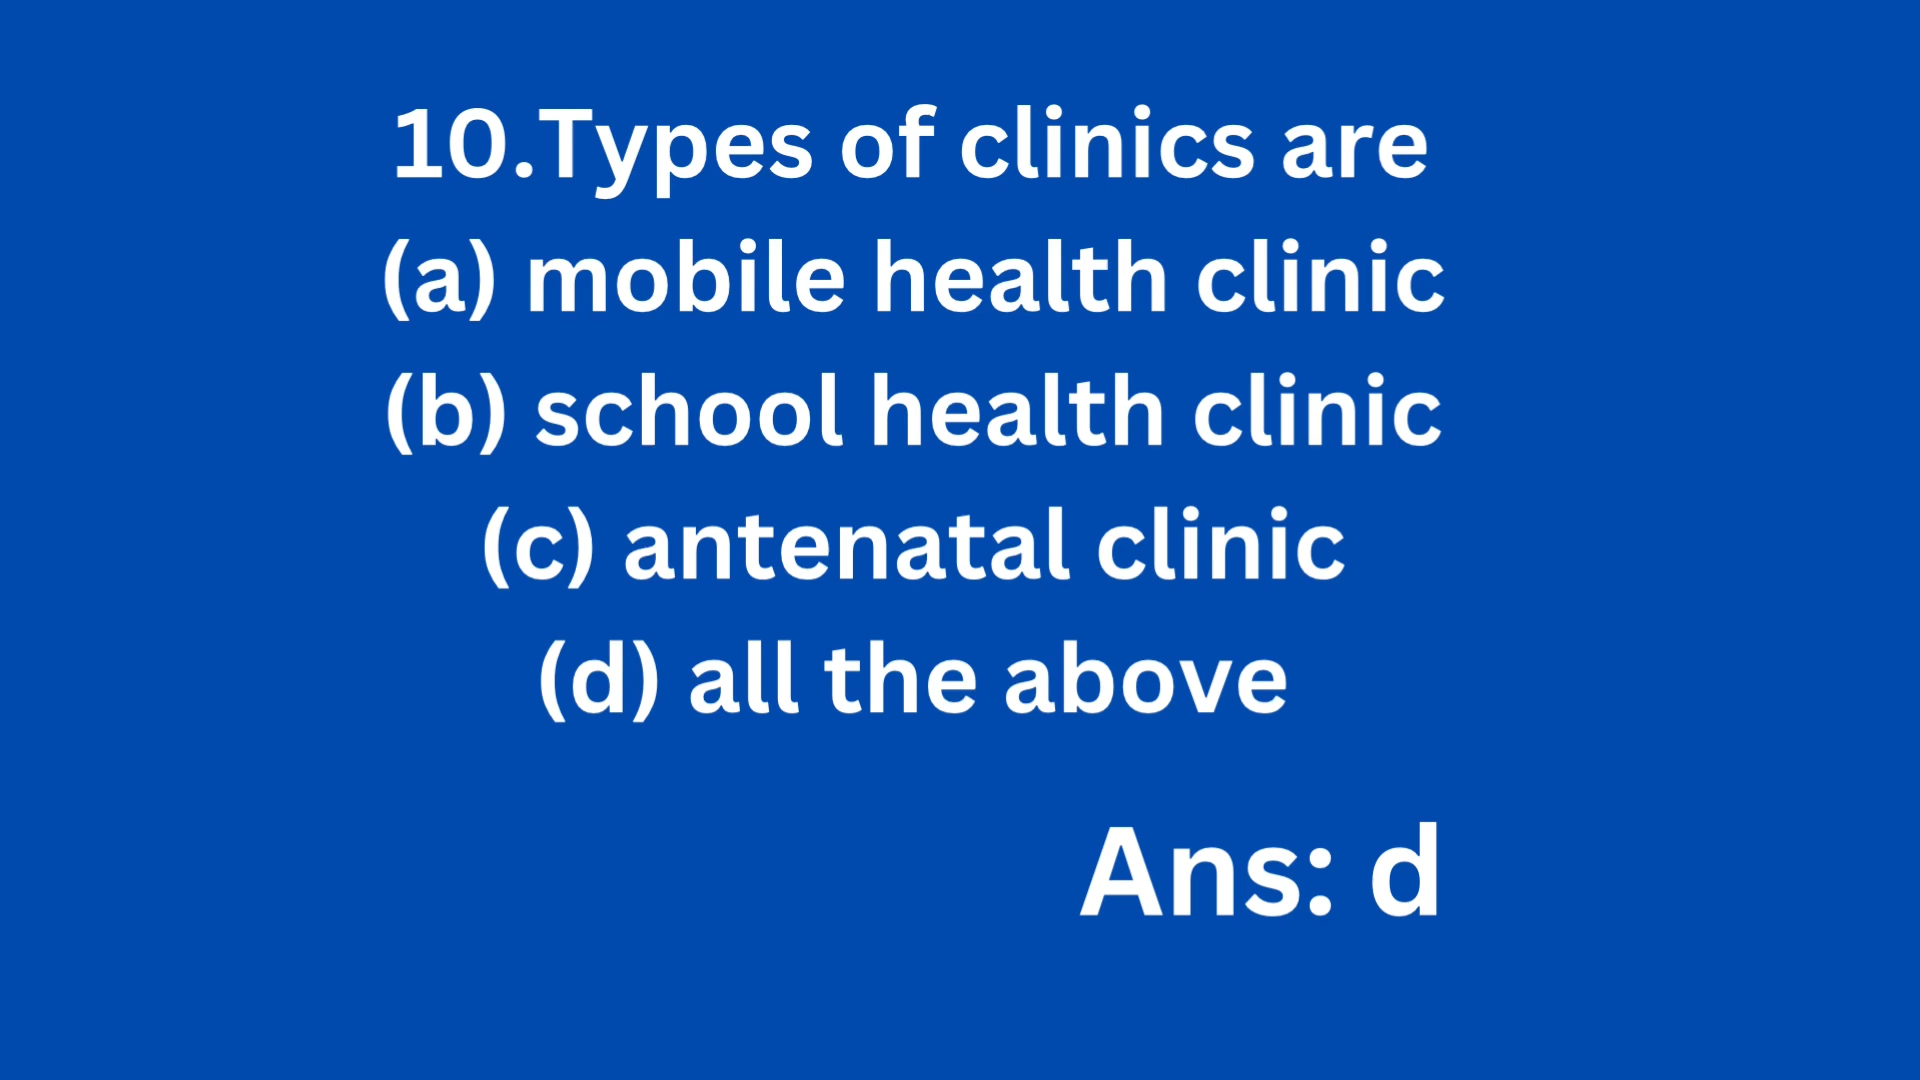 10.Types of clinics are
(a) mobile health clinic
(b) school health clinic
(c) antenatal clinic
(d) all the above
Ans: d